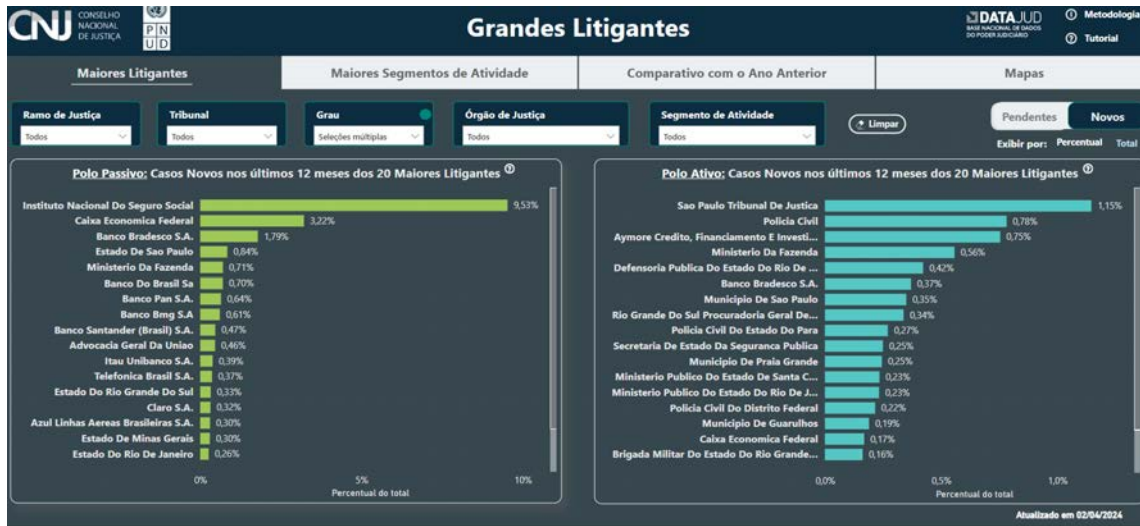 CNJ
CONSELHO
NACIONAL
DE JUSTIÇA
P N
U D
Grandes Litigantes
DATAJUD
BASE NACIONAL DE DADOS
DO PODER JUDICIÁRIO
Metodologia
Tutorial
Maiores Litigantes
Maiores Segmentos de Atividade
Comparativo com o Ano Anterior
Mapas
Ramo de Justiça
Todos
Tribunal
Todos
Grau
Seleções múltiplas
Órgão de Justiça
Todos
Segmento de Atividade
Todos
Limpar
Pendentes
Novos
Exibir por: Percentual Total
Polo Passivo: Casos Novos nos últimos 12 meses dos 20 Maiores Litigantes
Instituto Nacional Do Seguro Social 9,53%
Caixa Economica Federal 3,22%
Banco Bradesco S.A. 1,79%
Estado De Sao Paulo 0,84%
Ministerio Da Fazenda 0,71%
Banco Do Brasil Sa 0,70%
Banco Pan S.A. 0,64%
Banco Bmg S.A 0,61%
Banco Santander (Brasil) S.A. 0,47%
Advocacia Geral Da Uniao 0,46%
Itau Unibanco S.A. 0,39%
Telefonica Brasil S.A. 0,37%
Estado Do Rio Grande Do Sul 0,33%
Claro S.A. 0,32%
Azul Linhas Aereas Brasileiras S.A. 0,30%
Estado De Minas Gerais 0,30%
Estado Do Rio De Janeiro 0,26%
0% 5% 10%
Percentual do total
Polo Ativo: Casos Novos nos últimos 12 meses dos 20 Maiores Litigantes
Sao Paulo Tribunal De Justica 1,15%
Policia Civil 0,78%
Aymore Credito, Financiamento E Investi... 0,75%
Ministerio Da Fazenda 0,56%
Defensoria Publica Do Estado Do Rio De ... 0,42%
Banco Bradesco S.A. 0,37%
Municipio De Sao Paulo 0,35%
Rio Grande Do Sul Procuradoria Geral De... 0,34%
Policia Civil Do Estado Do Para 0,27%
Secretaria De Estado Da Seguranca Publica 0,25%
Municipio De Praia Grande 0,25%
Ministerio Publico Do Estado De Santa C... 0,23%
Ministerio Publico Do Estado Do Rio De J... 0,23%
Policia Civil Do Distrito Federal 0,22%
Municipio De Guarulhos 0,19%
Caixa Economica Federal 0,17%
Brigada Militar Do Estado Do Rio Grande... 0,16%
0,0% 0,5% 1,0%
Percentual do total
Atualizado em 02/04/2024